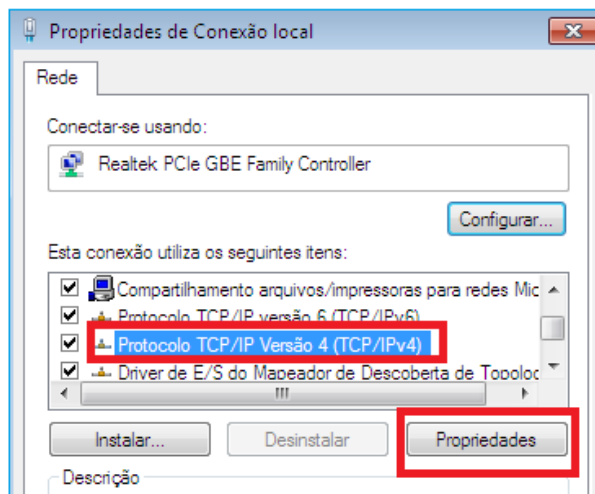 Propriedades de Conexão local
Rede
Conectar-se usando:
Realtek PCIe GBE Family Controller
Configurar...
Esta conexão utiliza os seguintes itens:
Compartilhamento arquivos/impressoras para redes Mic
Protocolo TCP/IP versão 6 (TCP/IPv6)
Protocolo TCP/IP Versão 4 (TCP/IPv4)
Driver de E/S do Mapeador de Descoberta de Topoloc
Instalar... Desinstalar Propriedades
Descrição